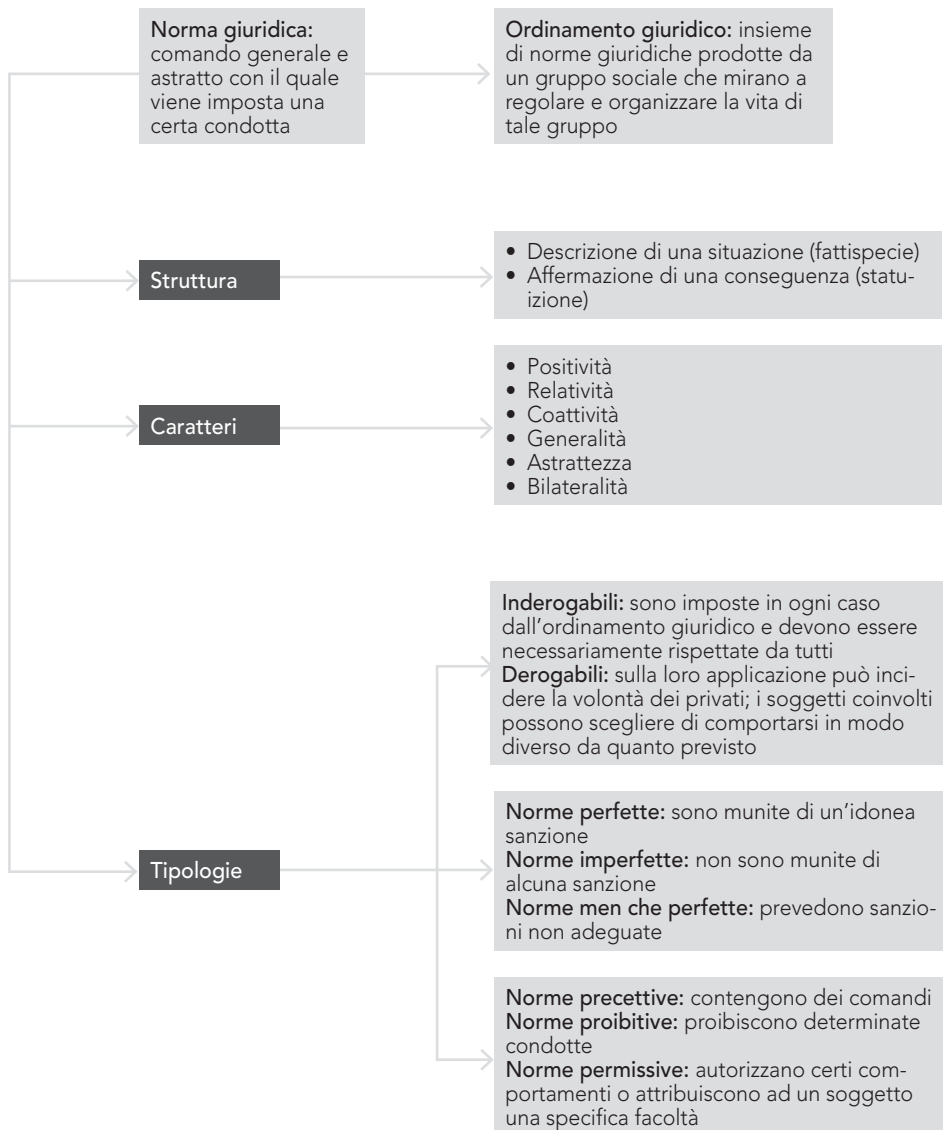 Norma giuridica:
comando generale e
astratto con il quale
viene imposta una
certa condotta
Ordinamento giuridico: insieme
di norme giuridiche prodotte da
un gruppo sociale che mirano a
regolare e organizzare la vita di
tale gruppo
Struttura
• Descrizione di una situazione (fattispecie)
• Affermazione di una conseguenza (statu-
izione)
Caratteri
• Positività
• Relatività
• Coattività
• Generalità
• Astrattezza
• Bilateralità
Tipologie
Inderogabili: sono imposte in ogni caso
dall'ordinamento giuridico e devono essere
necessariamente rispettate da tutti
Derogabili: sulla loro applicazione può inci-
dere la volontà dei privati; i soggetti coinvolti
possono scegliere di comportarsi in modo
diverso da quanto previsto
Norme perfette: sono munite di un'idonea
sanzione
Norme imperfette: non sono munite di
alcuna sanzione
Norme men che perfette: prevedono sanzio-
ni non adeguate
Norme precettive: contengono dei comandi
Norme proibitive: proibiscono determinate
condotte
Norme permissive: autorizzano certi com-
portamenti o attribuiscono ad un soggetto
una specifica facoltà